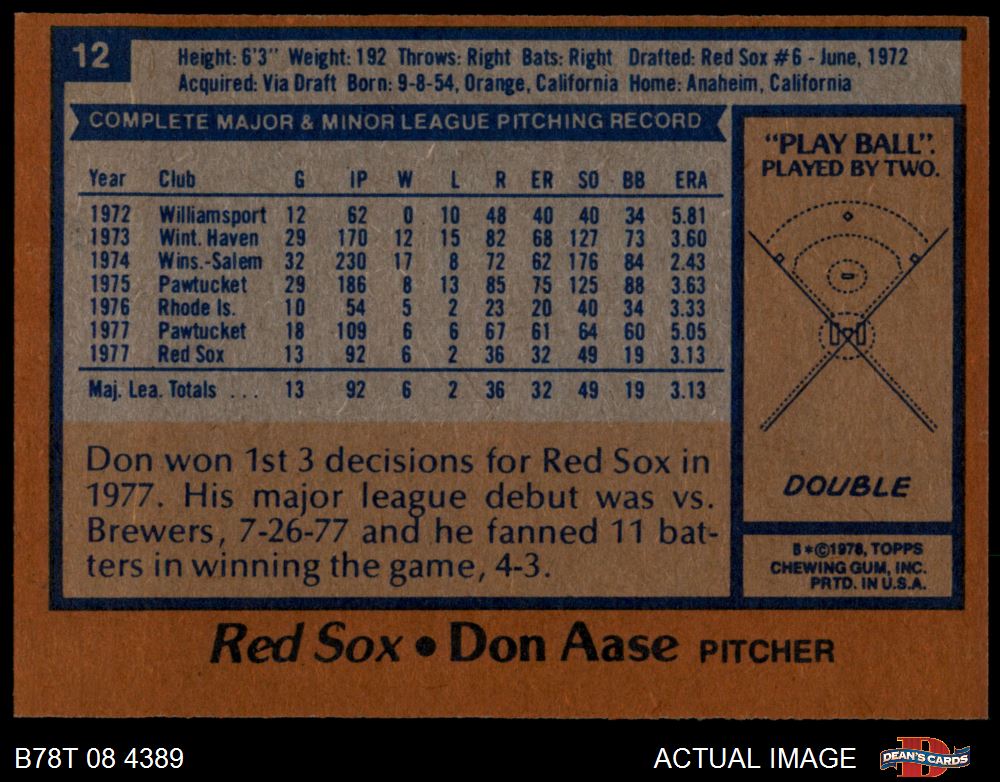 12
Height: 6'3" Weight: 192 Throws: Right Bats: Right Drafted: Red Sox #6 - June, 1972
Acquired: Via Draft Born: 9-8-54, Orange, California Home: Anaheim, California
COMPLETE MAJOR & MINOR LEAGUE PITCHING RECORD
Year Club G IP W L R ER SO BB ERA
1972 Williamsport 12 62 0 10 48 40 40 34 5.81
1973 Wint. Haven 29 170 12 15 82 68 127 73 3.60
1974 Wins.-Salem 32 230 17 8 72 62 176 84 2.43
1975 Pawtucket 29 186 8 13 85 75 125 88 3.63
1976 Rhode Is. 10 54 5 2 23 20 40 34 3.33
1977 Pawtucket 18 109 6 6 67 61 64 60 5.05
1977 Red Sox 13 92 6 2 36 32 49 19 3.13
Maj. Lea. Totals . . . 13 92 6 2 36 32 49 19 3.13
Don won 1st 3 decisions for Red Sox in
1977. His major league debut was vs.
Brewers, 7-26-77 and he fanned 11 bat-
ters in winning the game, 4-3.
"PLAY BALL".
PLAYED BY TWO.
DOUBLE
B*©1978, TOPPS
CHEWING GUM, INC.
PRTD. IN U.S.A.
Red Sox • Don Aase PITCHER
B78T 08 4389
ACTUAL IMAGE
DEAN'S CARDS